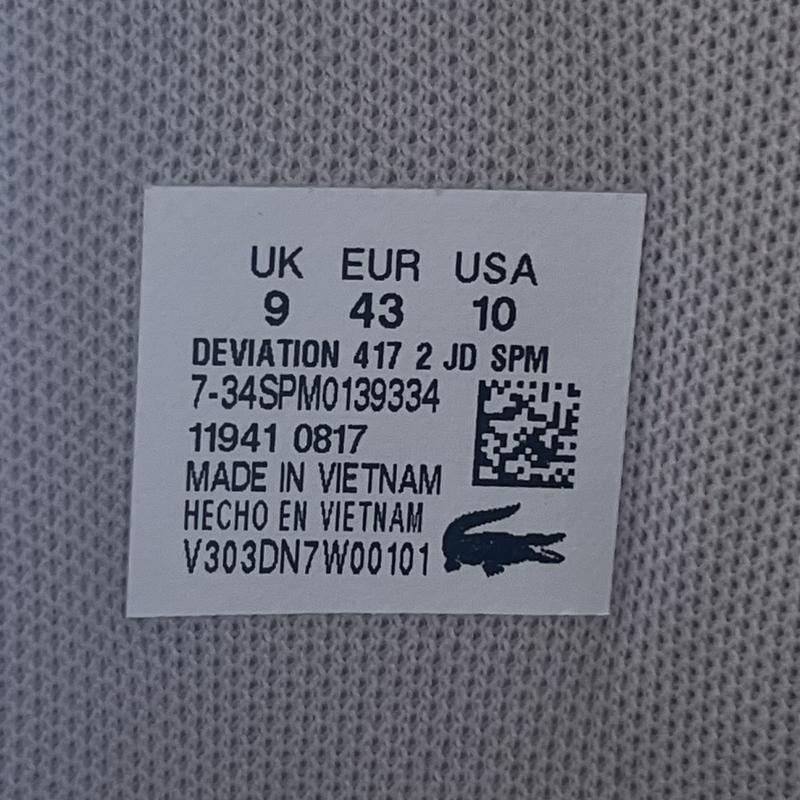 UK EUR USA
9 43 10
DEVIATION 417 2 JD SPM
7-34SPM0139334
11941 0817
MADE IN VIETNAM
HECHO EN VIETNAM
V303DN7W00101